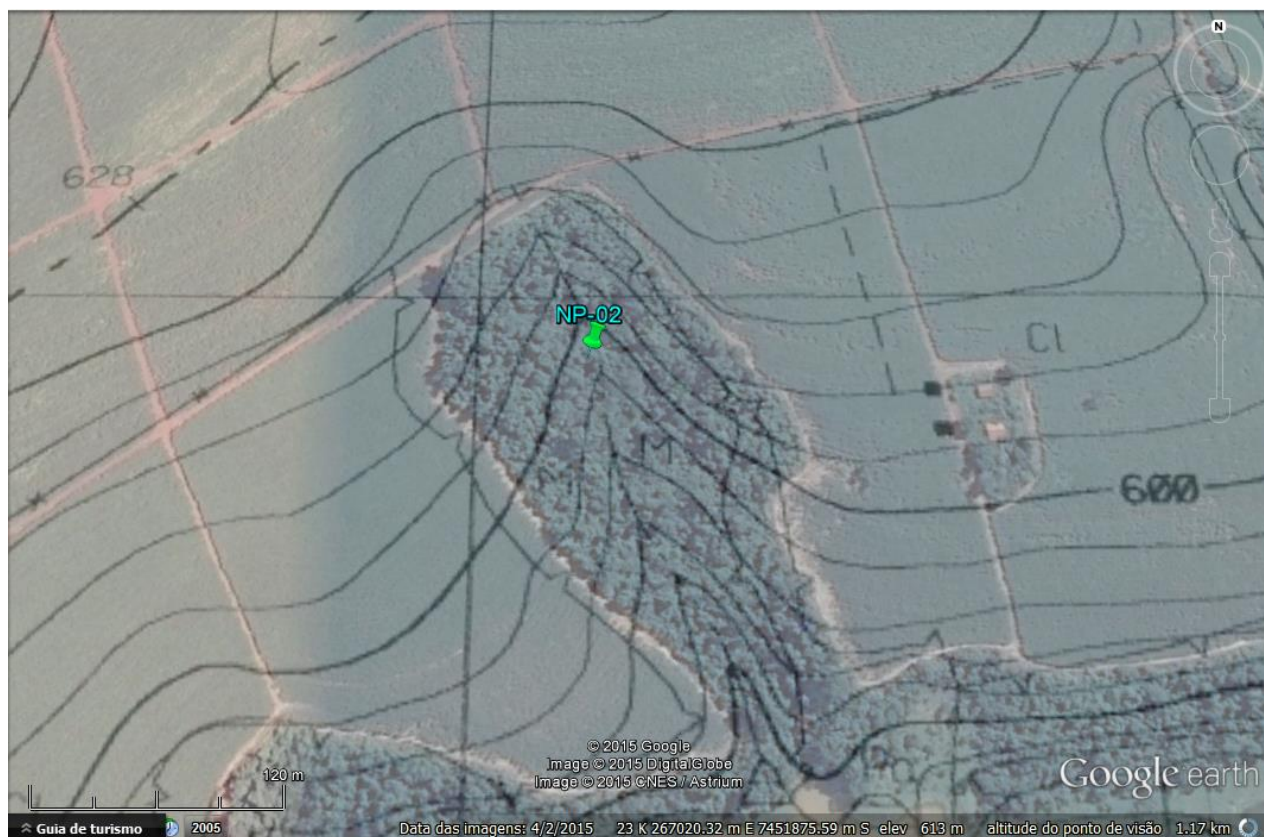 N
628
NP-02
Cl
M
600
© 2015 Google
Image © 2015 DigitalGlobe
Image © 2015 CNES / Astrium
120 m
Google earth
Guia de turismo
2005
Data das imagens: 4/2/2015 23 K 267020.32 m E 7451875.59 m S elev 613 m altitude do ponto de visão 1.17 km